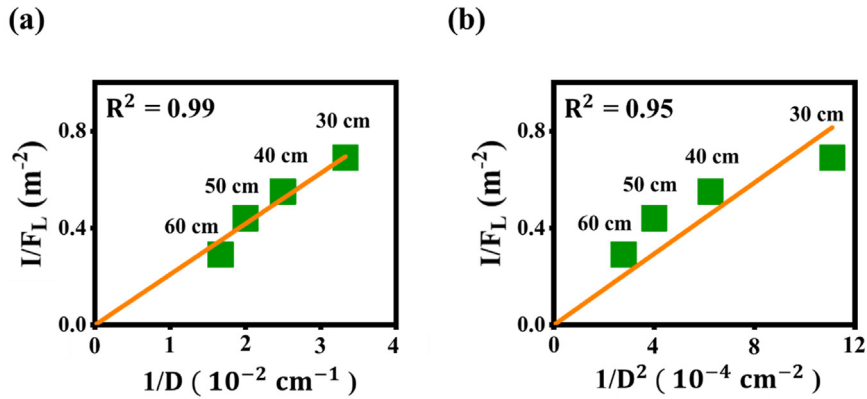 (a)
R² = 0.99
30 cm
40 cm
50 cm
60 cm
0.8
0.4
0.0
I/F_L (m⁻²)
0 1 2 3 4
1/D ( 10⁻² cm⁻¹ )
(b)
R² = 0.95
30 cm
40 cm
50 cm
60 cm
0.8
0.4
0.0
I/F_L (m⁻²)
0 4 8 12
1/D² ( 10⁻⁴ cm⁻² )